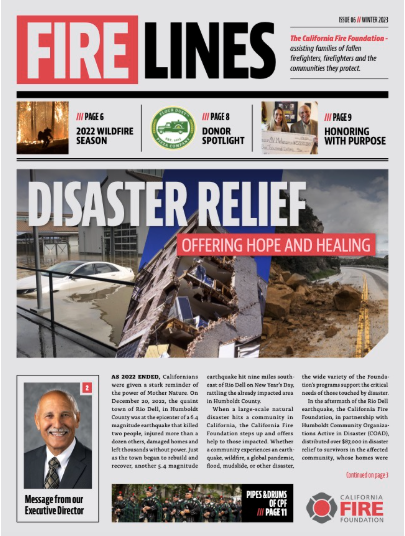 FIRE LINES
ISSUE 06 // WINTER 2023
The California Fire Foundation -
assisting families of fallen
firefighters, firefighters and the
communities they protect.
/// PAGE 6
2022 WILDFIRE
SEASON
/// PAGE 8
DONOR
SPOTLIGHT
/// PAGE 9
HONORING
WITH PURPOSE
DISASTER RELIEF
OFFERING HOPE AND HEALING
2
Message from our
Executive Director
AS 2022 ENDED, Californians
were given a stark reminder of
the power of Mother Nature. On
December 20, 2022, the quaint
town of Rio Dell, in Humboldt
County was at the epicenter of a 6.4
magnitude earthquake that killed
two people, injured more than a
dozen others, damaged homes and
left thousands without power. Just
as the town began to rebuild and
recover, another 5.4 magnitude
earthquake hit nine miles south-
east of Rio Dell on New Year's Day,
rattling the already impacted area
in Humboldt County.
When a large-scale natural
disaster hits a community in
California, the California Fire
Foundation steps up and offers
help to those impacted. Whether
a community experiences an earth-
quake, wildfire, a global pandemic,
flood, mudslide, or other disaster,
the wide variety of the Founda-
tion's programs support the critical
needs of those touched by disaster.
In the aftermath of the Rio Dell
earthquake, the California Fire
Foundation, in partnership with
Humboldt Community Organiza-
tions Active in Disaster (COAD),
distributed over $87,000 in disaster
relief to survivors in the affected
community, whose homes were
Continued on page 3
PIPES & DRUMS
OF CPF
/// PAGE 11
CALIFORNIA
FIRE
FOUNDATION